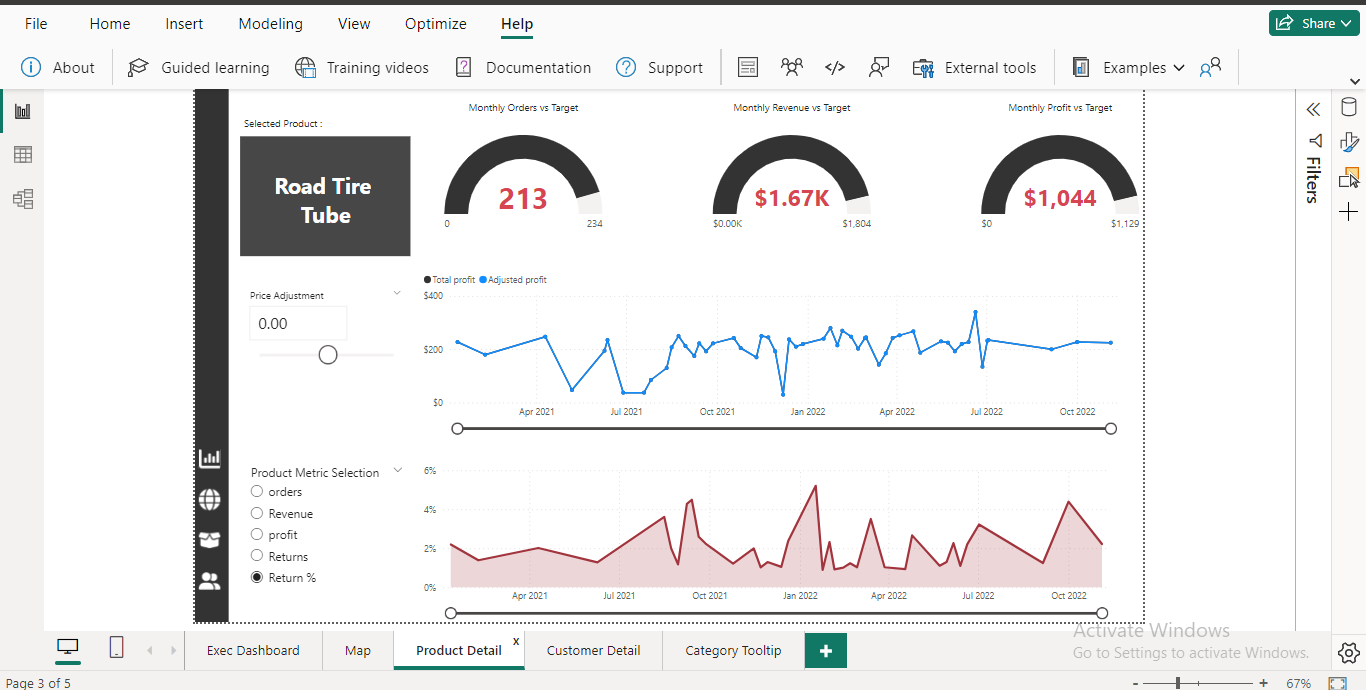 File Home Insert Modeling View Optimize Help Share
About Guided learning Training videos Documentation Support External tools Examples
Monthly Orders vs Target Monthly Revenue vs Target Monthly Profit vs Target
Selected Product :
Road Tire
Tube
213 $1.67K $1,044
0 234 $0.00K $1,804 $0 $1,129
Filters
Total profit Adjusted profit
Price Adjustment
0.00
$400
$200
$0
Apr 2021 Jul 2021 Oct 2021 Jan 2022 Apr 2022 Jul 2022 Oct 2022
Product Metric Selection
orders
Revenue
profit
Returns
Return %
6%
4%
2%
0%
Apr 2021 Jul 2021 Oct 2021 Jan 2022 Apr 2022 Jul 2022 Oct 2022
Activate Windows
Go to Settings to activate Windows.
Exec Dashboard Map Product Detail x Customer Detail Category Tooltip +
Page 3 of 5 - + 67%